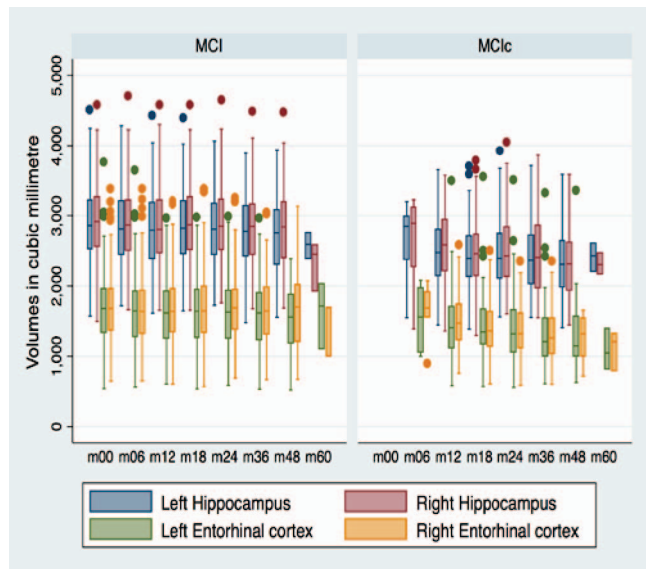 MCI MCIc
Volumes in cubic millimetre
5,000
4,000
3,000
2,000
1,000
0
m00 m06 m12 m18 m24 m36 m48 m60 m00 m06 m12 m18 m24 m36 m48 m60
Left Hippocampus Right Hippocampus
Left Entorhinal cortex Right Entorhinal cortex